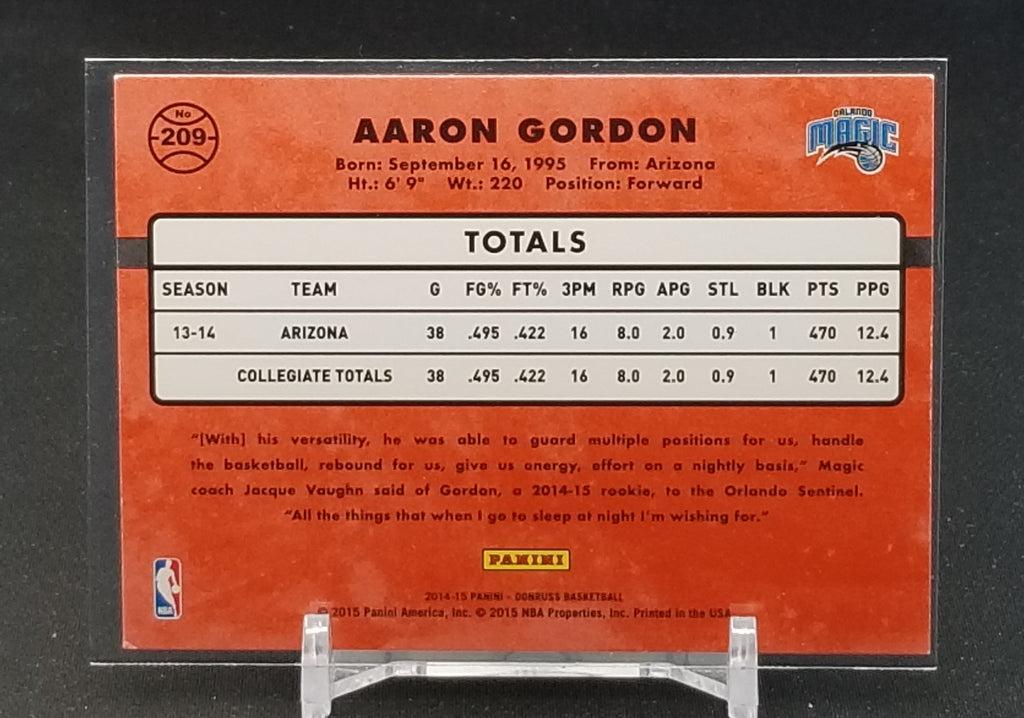 No
209
AARON GORDON
ORLANDO
MAGIC
Born: September 16, 1995 From: Arizona
Ht.: 6' 9" Wt.: 220 Position: Forward
TOTALS
SEASON TEAM G FG% FT% 3PM RPG APG STL BLK PTS PPG
13-14 ARIZONA 38 .495 .422 16 8.0 2.0 0.9 1 470 12.4
COLLEGIATE TOTALS 38 .495 .422 16 8.0 2.0 0.9 1 470 12.4
"[With] his versatility, he was able to guard multiple positions for us, handle
the basketball, rebound for us, give us energy, effort on a nightly basis," Magic
coach Jacque Vaughn said of Gordon, a 2014-15 rookie, to the Orlando Sentinel.
"All the things that when I go to sleep at night I'm wishing for."
PANINI
NBA
2014-15 PANINI - DONRUSS BASKETBALL
© 2015 Panini America, Inc. © 2015 NBA Properties, Inc. Printed in the USA